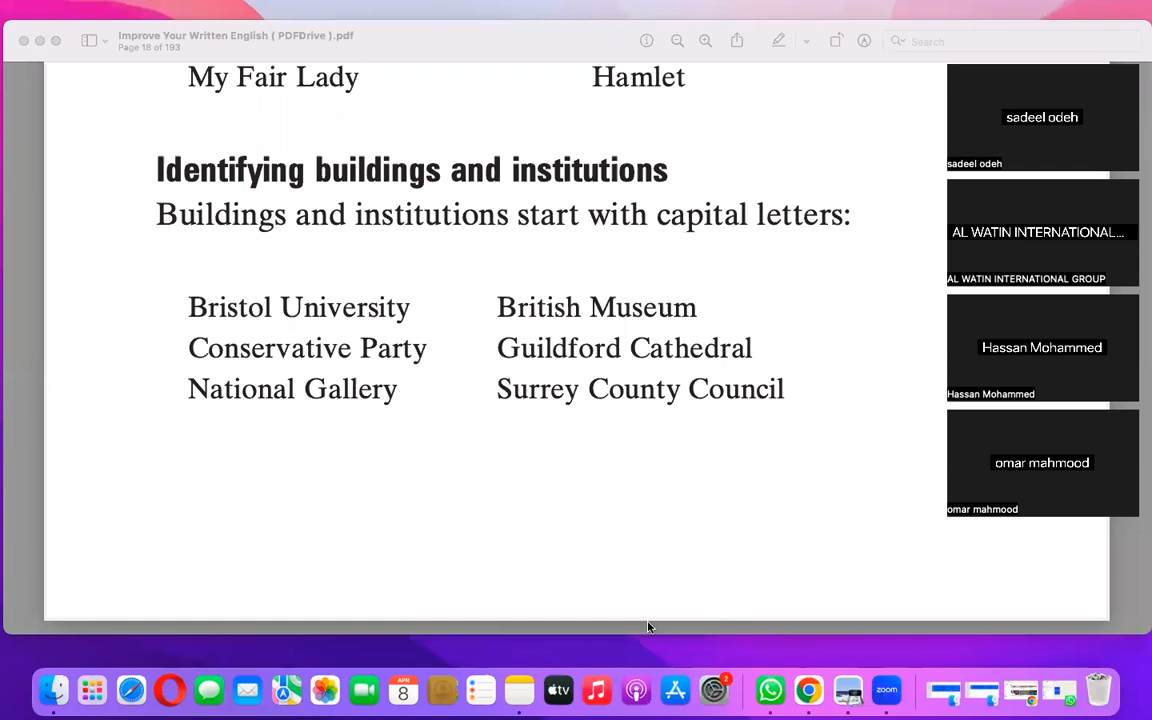 Improve Your Written English ( PDFDrive ).pdf
Page 18 of 193
Search
My Fair Lady
Hamlet
Identifying buildings and institutions
Buildings and institutions start with capital letters:
Bristol University
British Museum
Conservative Party
Guildford Cathedral
National Gallery
Surrey County Council
sadeel odeh
sadeel odeh
AL WATIN INTERNATIONAL...
AL WATIN INTERNATIONAL GROUP
Hassan Mohammed
Hassan Mohammed
omar mahmood
omar mahmood
APR
8
tv
2
zoom